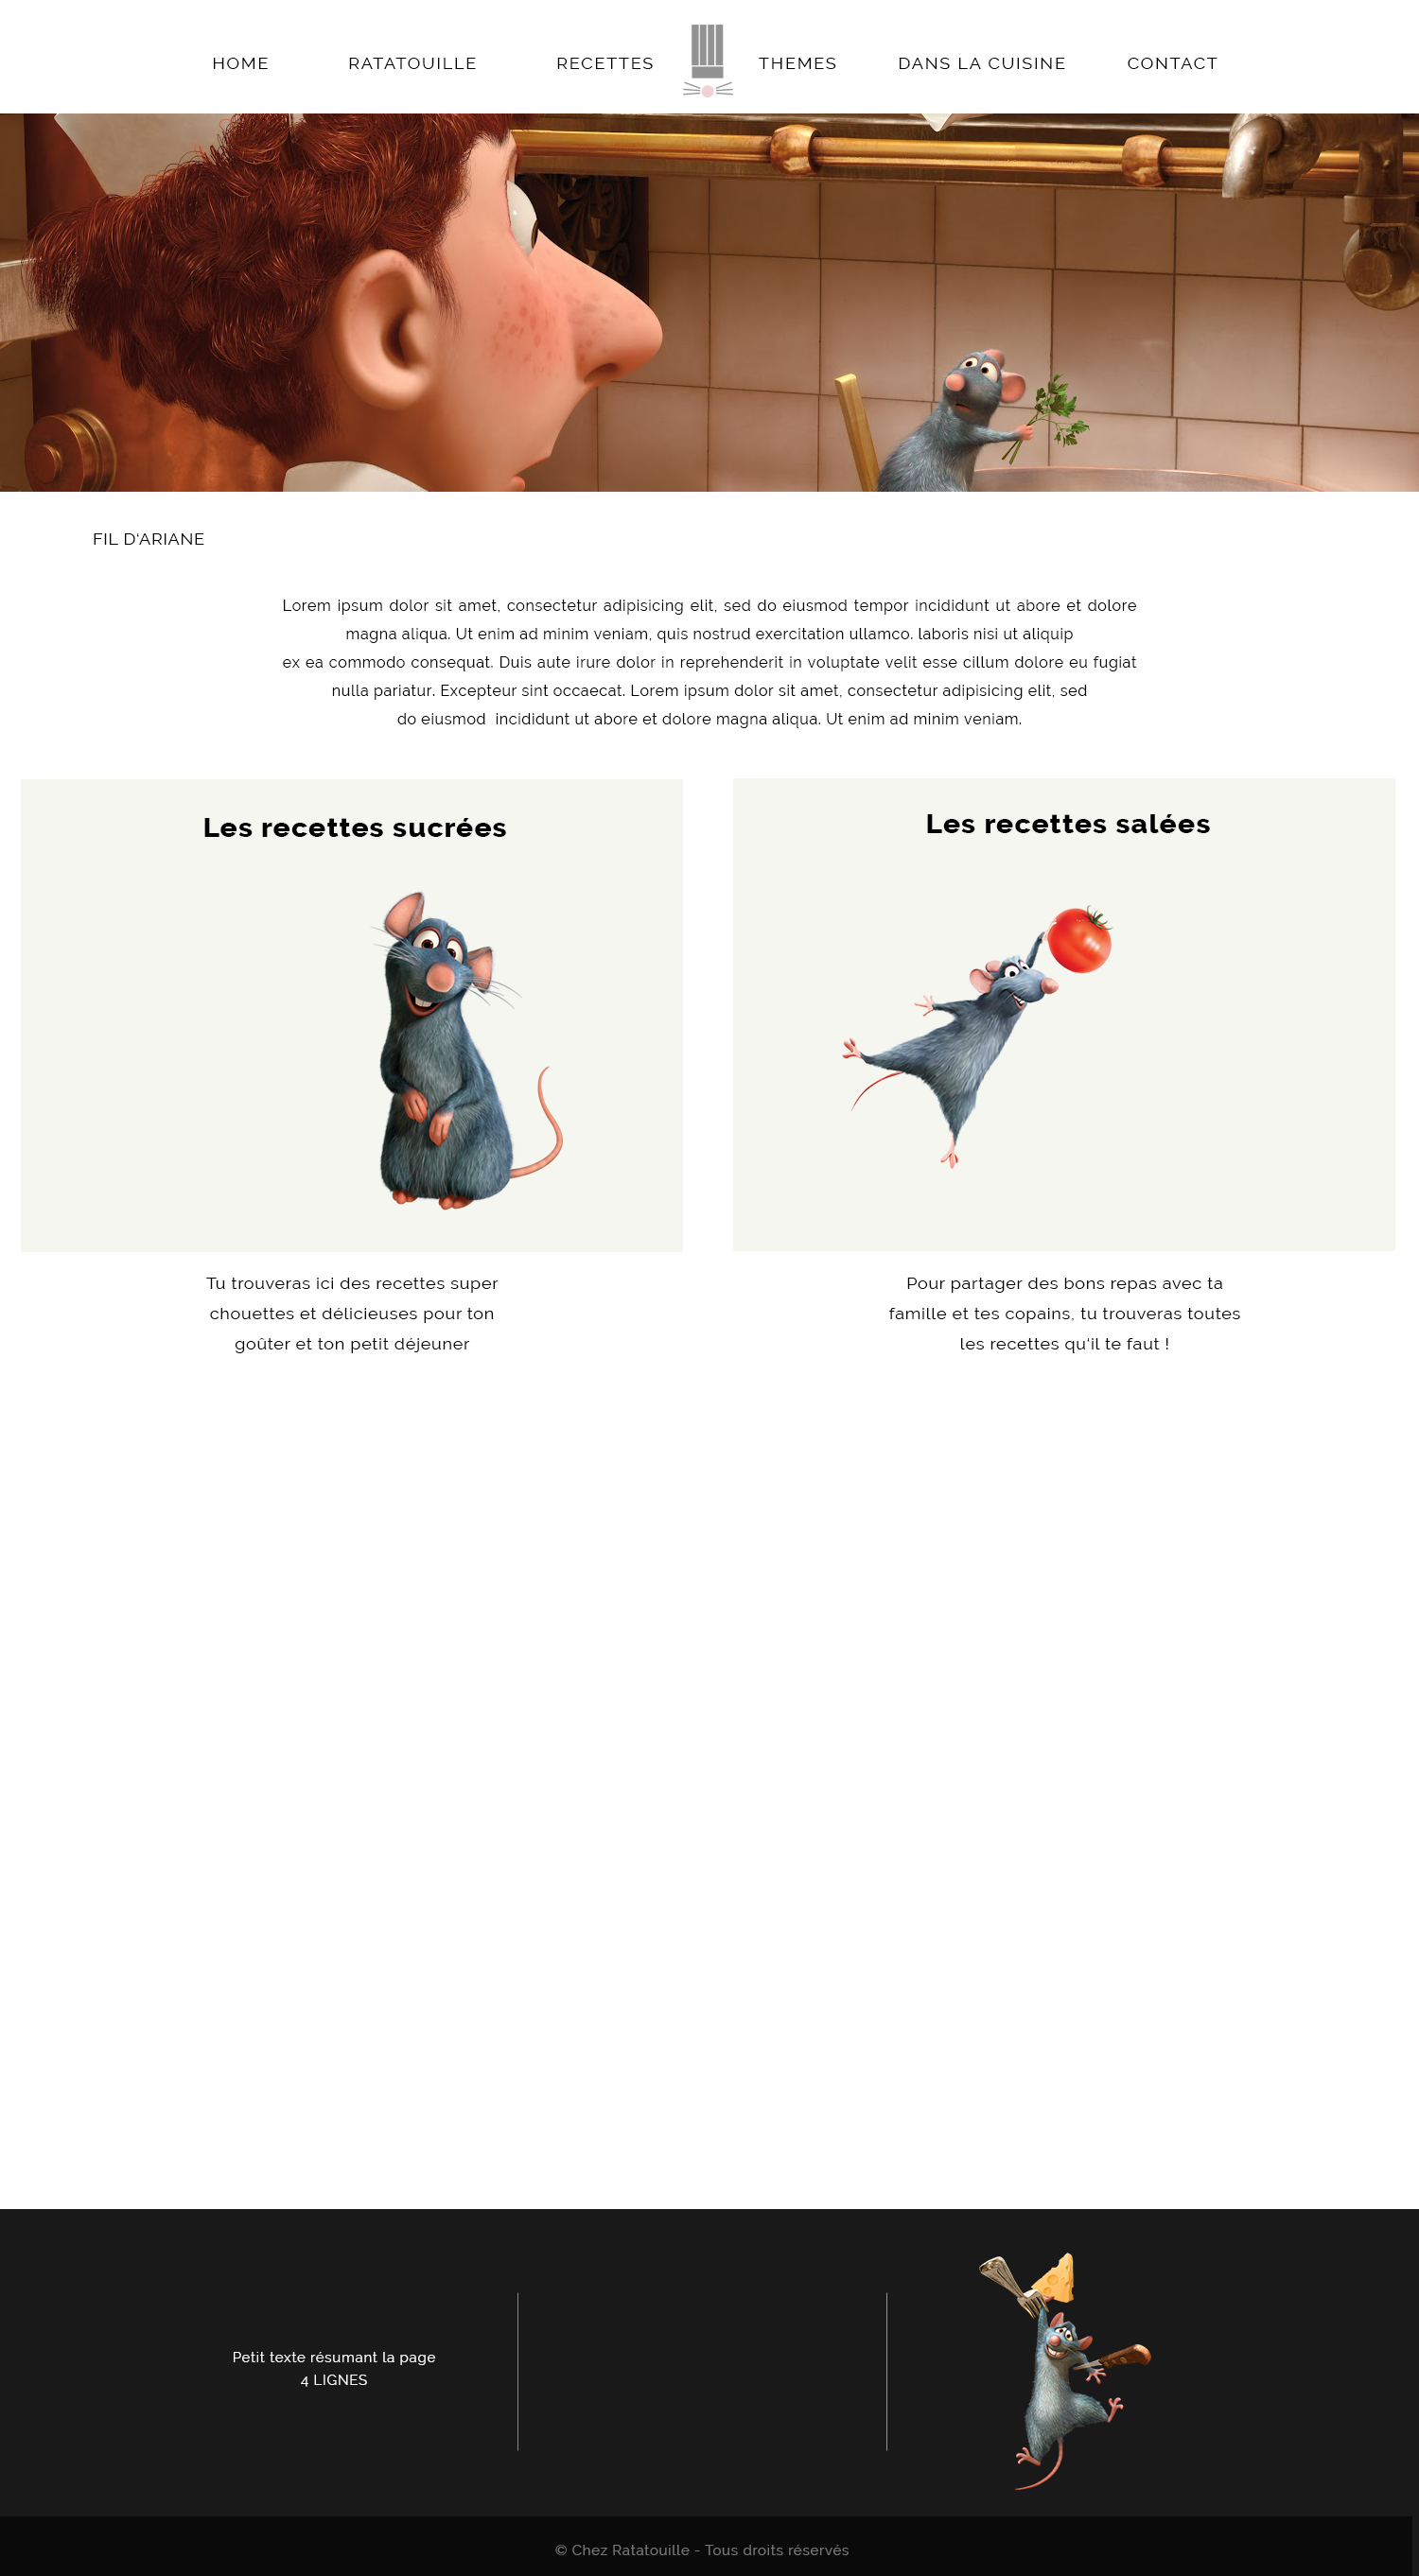 HOME RATATOUILLE RECETTES THEMES DANS LA CUISINE CONTACT
FIL D'ARIANE
Lorem ipsum dolor sit amet, consectetur adipisicing elit, sed do eiusmod tempor incididunt ut abore et dolore
magna aliqua. Ut enim ad minim veniam, quis nostrud exercitation ullamco. laboris nisi ut aliquip
ex ea commodo consequat. Duis aute irure dolor in reprehenderit in voluptate velit esse cillum dolore eu fugiat
nulla pariatur. Excepteur sint occaecat. Lorem ipsum dolor sit amet, consectetur adipisicing elit, sed
do eiusmod  incididunt ut abore et dolore magna aliqua. Ut enim ad minim veniam.
Les recettes sucrées
Tu trouveras ici des recettes super
chouettes et délicieuses pour ton
goûter et ton petit déjeuner
Les recettes salées
Pour partager des bons repas avec ta
famille et tes copains, tu trouveras toutes
les recettes qu'il te faut !
Petit texte résumant la page
4 LIGNES
© Chez Ratatouille - Tous droits réservés